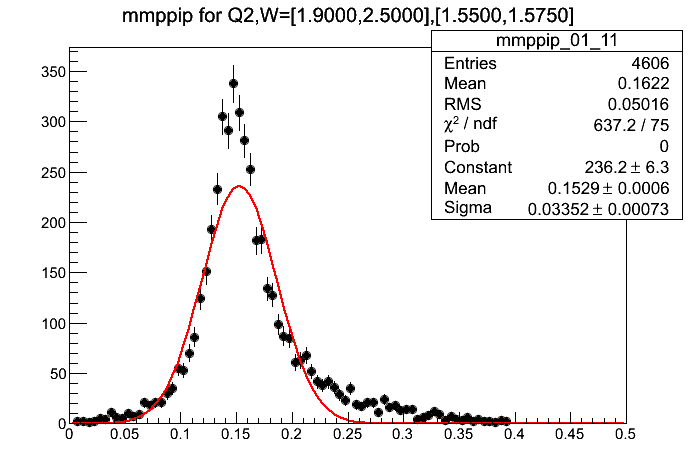 mmppip for Q2,W=[1.9000,2.5000],[1.5500,1.5750]
mmppip_01_11
Entries 4606
Mean 0.1622
RMS 0.05016
χ² / ndf 637.2 / 75
Prob 0
Constant 236.2 ± 6.3
Mean 0.1529 ± 0.0006
Sigma 0.03352 ± 0.00073
350
300
250
200
150
100
50
0
0 0.05 0.1 0.15 0.2 0.25 0.3 0.35 0.4 0.45 0.5